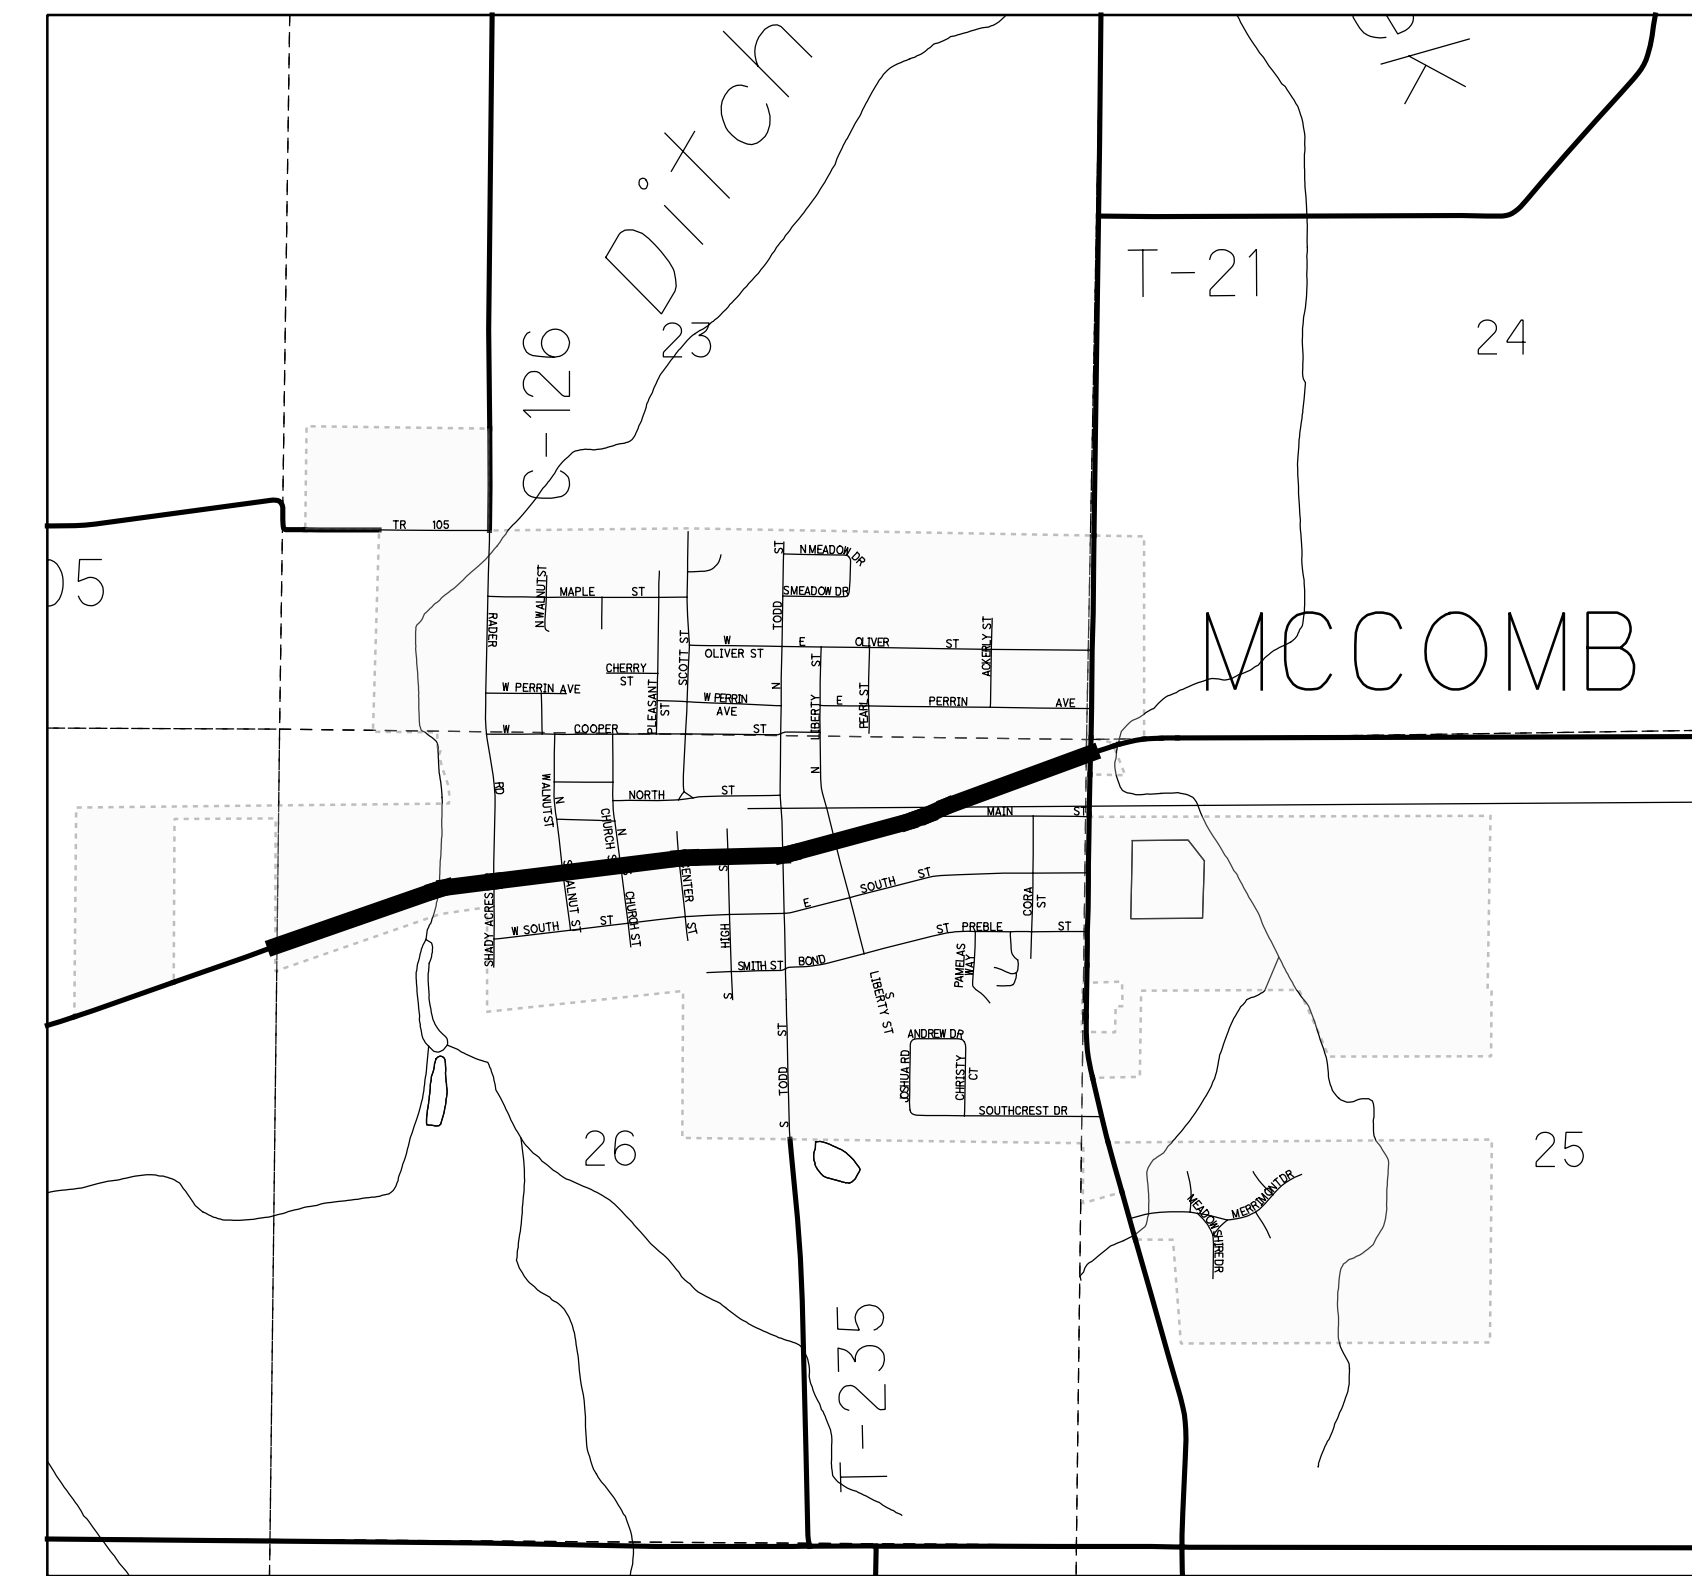 Ditch
K
T-21
23
24
C-126
TR 105
05
MCCOMB
N MEADOW DR
S MEADOW DR
N WALNUT ST
MAPLE ST
RADER
RD
TODD
ST
N
SCOTT ST
W
OLIVER ST
E
OLIVER
ST
ACKERLY ST
CHERRY
ST
W PERRIN AVE
PLEASANT
ST
W PERRIN
AVE
LIBERTY
ST
N
PEARL ST
E PERRIN AVE
W COOPER ST
WALNUT ST
N
NORTH ST
CHURCH S
N
MAIN ST
SHADY ACRES
ALNUT ST
CHURCH ST
S
ENTER
ST
S
HIGH
S
W SOUTH ST
E SOUTH ST
CORA
ST
ST PREBLE ST
SMITH ST
BOND
PAMELAS
WAY
S
LIBERTY ST
ANDREW DR
JOSHUA RD
CHRISTY
CT
SOUTHCREST DR
ST
TODD
S
26
25
MEADOWSHIRE DR
MERRIMONT DR
T-235